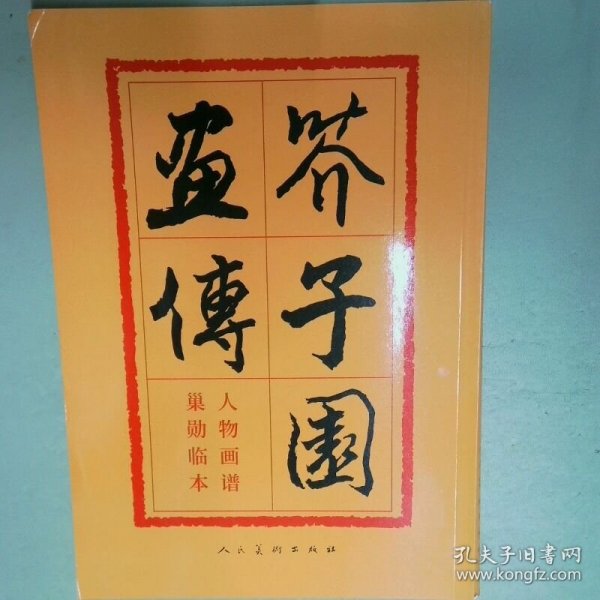 芥子園
畫傳
人物画谱
巢勋临本
人民美術出版社
孔夫子旧书网
www.kongfz.com